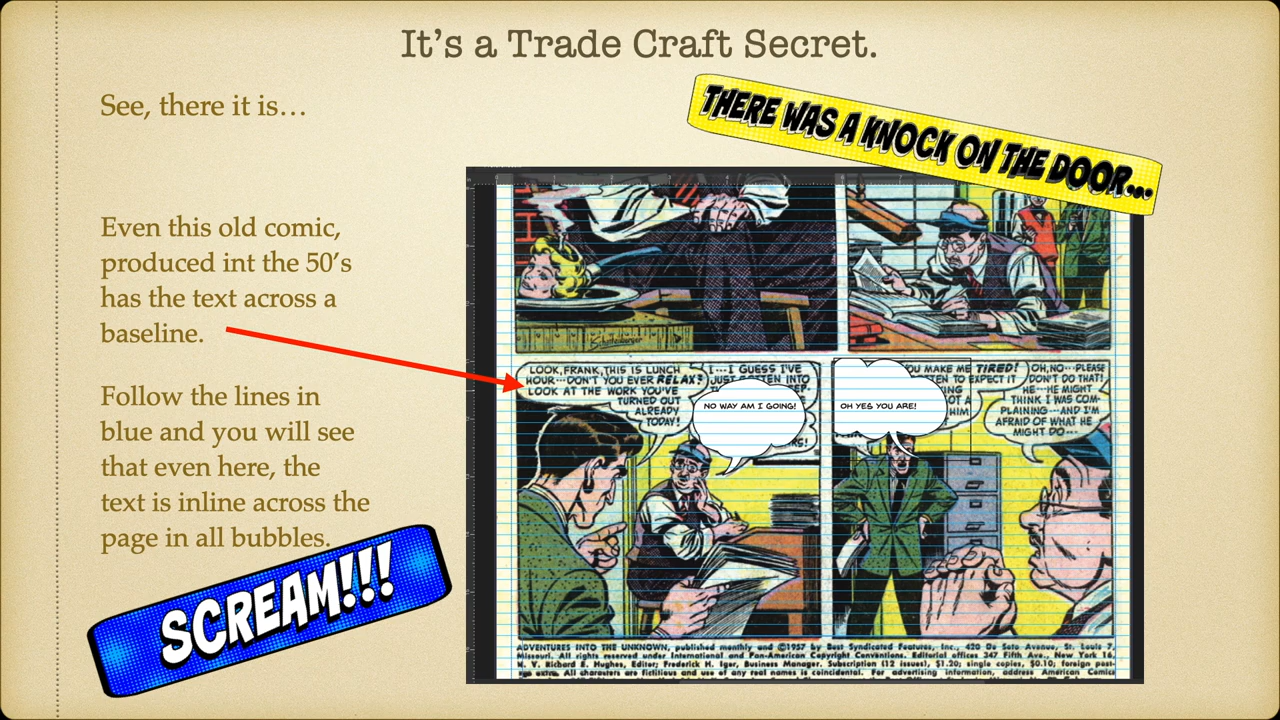 It’s a Trade Craft Secret.
See, there it is…
THERE WAS A KNOCK ON THE DOOR...
Even this old comic,
produced int the 50’s
has the text across a
baseline.
Follow the lines in
blue and you will see
that even here, the
text is inline across the
page in all bubbles.
SCREAM!!!
LOOK, FRANK, THIS IS LUNCH
HOUR---DON'T YOU EVER RELAX?
LOOK AT THE WORK YOU'VE
TURNED OUT
ALREADY
TODAY!
I---I GUESS I'VE
INTO
NO WAY AM I GOING!
YOU MAKE ME TIRED!
TO EXPECT IT
HIM
OH YES YOU ARE!
OH, NO---PLEASE
DON'T DO THAT!
HE---HE MIGHT
THINK I WAS COM-
PLAINING---AND I'M
AFRAID OF WHAT HE
MIGHT DO---
ADVENTURES INTO THE UNKNOWN, published monthly and ©1957 by Best Syndicated Features, Inc., 420 De Soto Avenue, St. Louis 7,
Missouri. All rights reserved under International and Pan-American Copyright Conventions. Editorial offices 347 Fifth Ave., New York 16,
N. Y. Richard E. Hughes, Editor; Frederick H. Iger, Business Manager. Subscription (12 issues), $1.20; single copies, $0.10; foreign post-
age extra. All characters are fictitious and use of any real names is coincidental. For advertising information, address American Comics